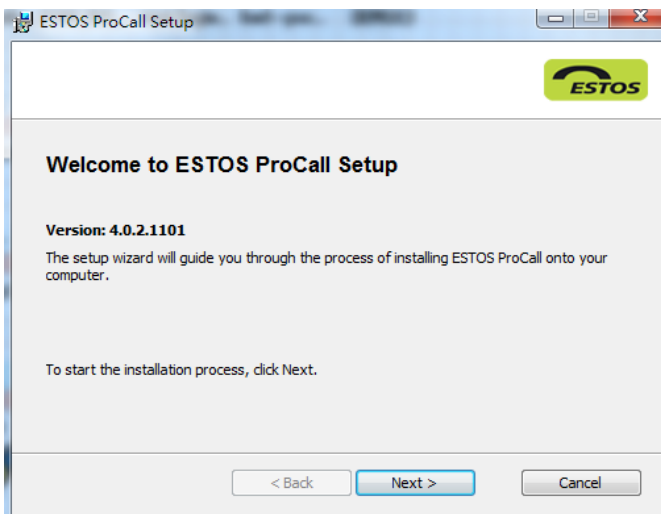 ESTOS ProCall Setup
ESTOS
Welcome to ESTOS ProCall Setup
Version: 4.0.2.1101
The setup wizard will guide you through the process of installing ESTOS ProCall onto your
computer.
To start the installation process, click Next.
< Back
Next >
Cancel